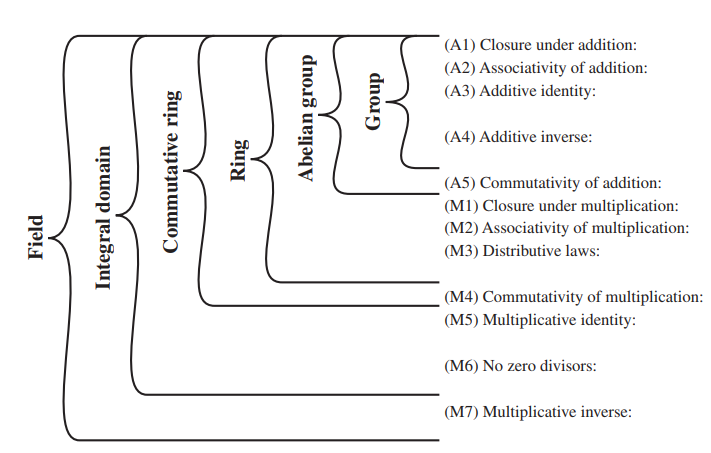 Field
Integral domain
Commutative ring
Ring
Abelian group
Group
(A1) Closure under addition:
(A2) Associativity of addition:
(A3) Additive identity:
(A4) Additive inverse:
(A5) Commutativity of addition:
(M1) Closure under multiplication:
(M2) Associativity of multiplication:
(M3) Distributive laws:
(M4) Commutativity of multiplication:
(M5) Multiplicative identity:
(M6) No zero divisors:
(M7) Multiplicative inverse: